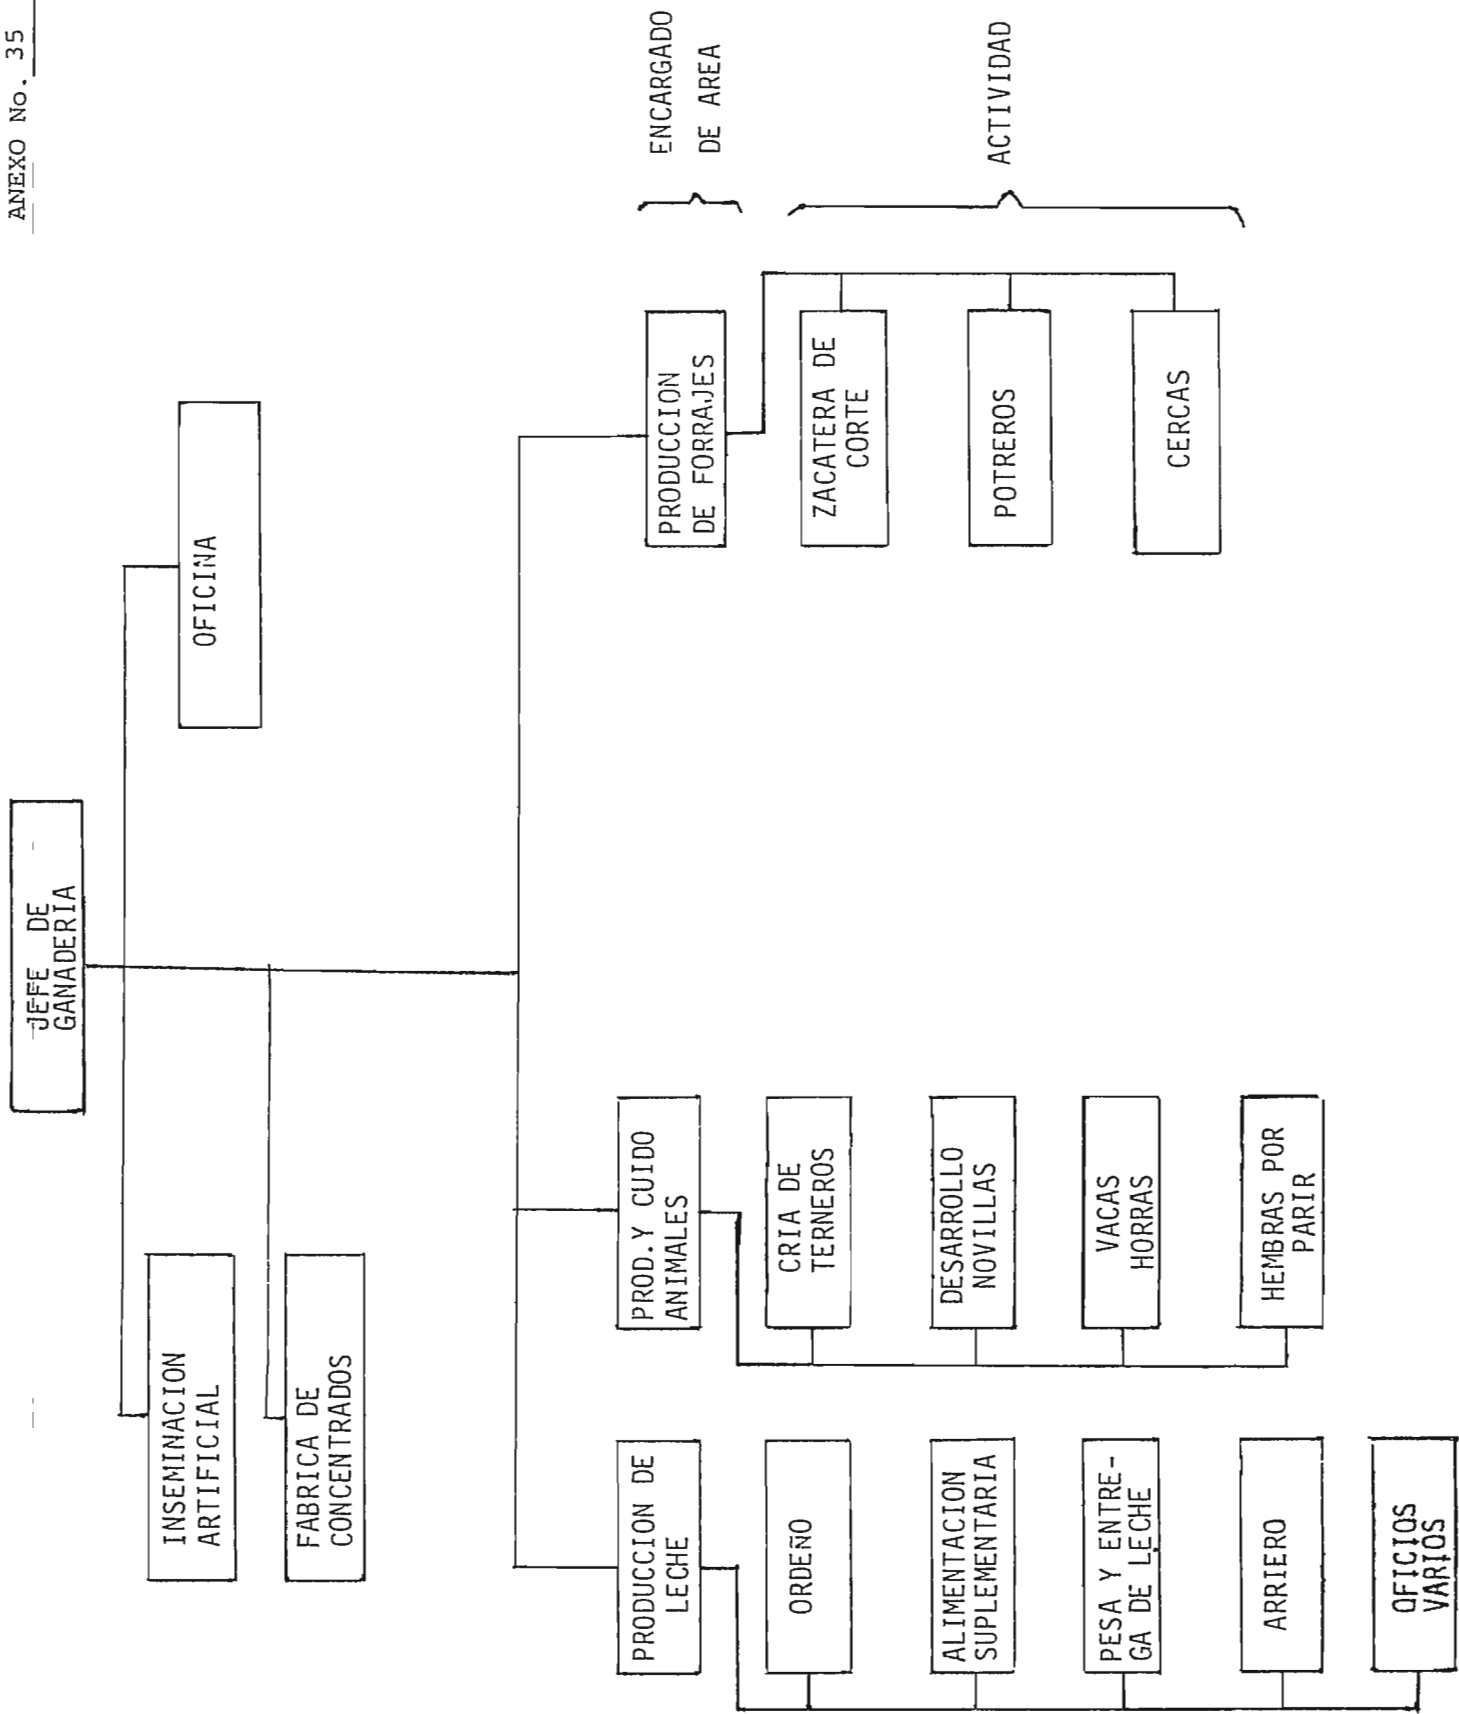 ANEXO No. 35
JEFE DE
GANADERIA
OFICINA
INSEMINACION
ARTIFICIAL
FABRICA DE
CONCENTRADOS
PRODUCCION DE
LECHE
PROD.Y CUIDO
ANIMALES
PRODUCCION
DE FORRAJES
ENCARGADO
DE AREA
ORDEÑO
ALIMENTACION
SUPLEMENTARIA
PESA Y ENTRE-
GA DE LECHE
ARRIERO
OFICIOS
VARIOS
CRIA DE
TERNEROS
DESARROLLO
NOVILLAS
VACAS
HORRAS
HEMBRAS POR
PARIR
ZACATERA DE
CORTE
POTREROS
CERCAS
ACTIVIDAD